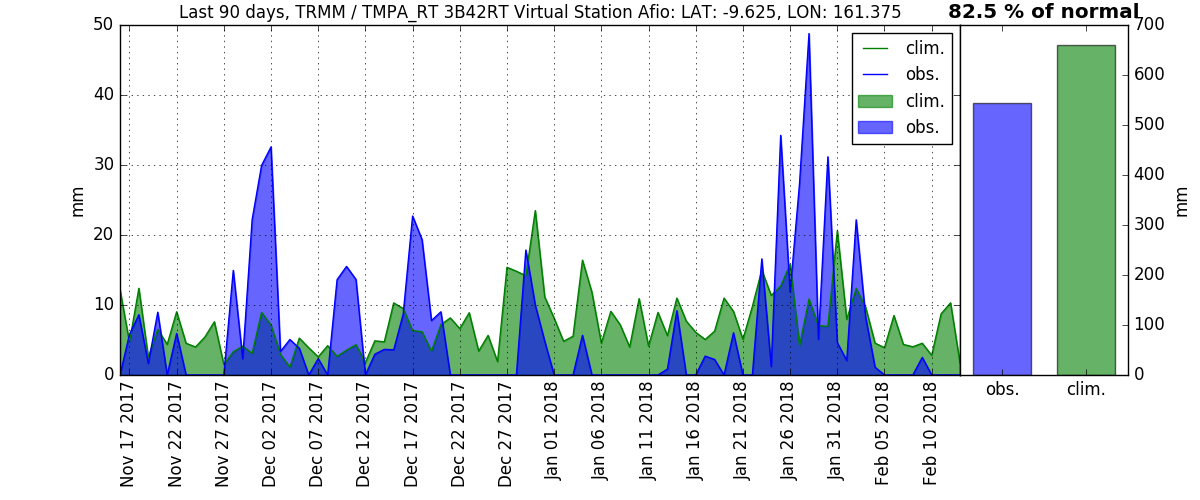 Last 90 days, TRMM / TMPA_RT 3B42RT Virtual Station Afio: LAT: -9.625, LON: 161.375
82.5 % of normal
50
40
30
20
10
0
mm
clim.
obs.
clim.
obs.
700
600
500
400
300
200
100
0
mm
obs.
clim.
Nov 17 2017
Nov 22 2017
Nov 27 2017
Dec 02 2017
Dec 07 2017
Dec 12 2017
Dec 17 2017
Dec 22 2017
Dec 27 2017
Jan 01 2018
Jan 06 2018
Jan 11 2018
Jan 16 2018
Jan 21 2018
Jan 26 2018
Jan 31 2018
Feb 05 2018
Feb 10 2018